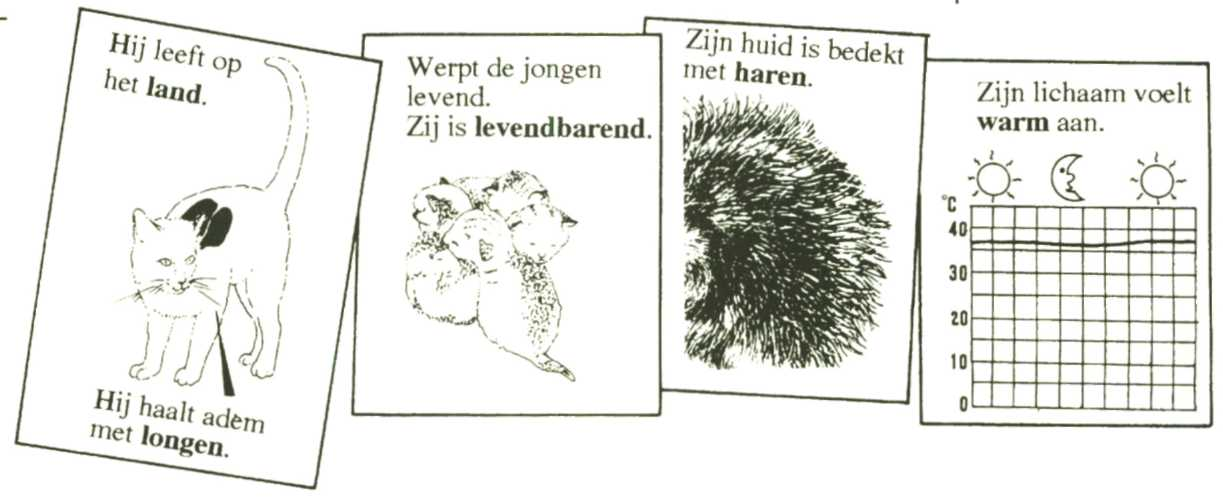 Hij leeft op
het land.
Hij haalt adem
met longen.
Werpt de jongen
levend.
Zij is levendbarend.
Zijn huid is bedekt
met haren.
Zijn lichaam voelt
warm aan.
°C
40
30
20
10
0